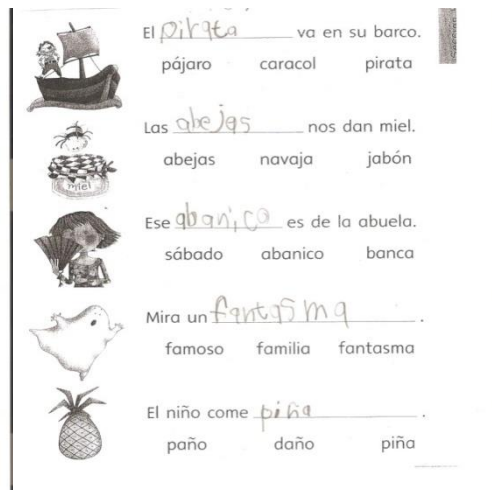 El pirata va en su barco.
pájaro caracol pirata
Las abejas nos dan miel.
miel
abejas navaja jabón
Ese abanico es de la abuela.
sábado abanico banca
Mira un fantasma.
famoso familia fantasma
El niño come piña.
paño daño piña